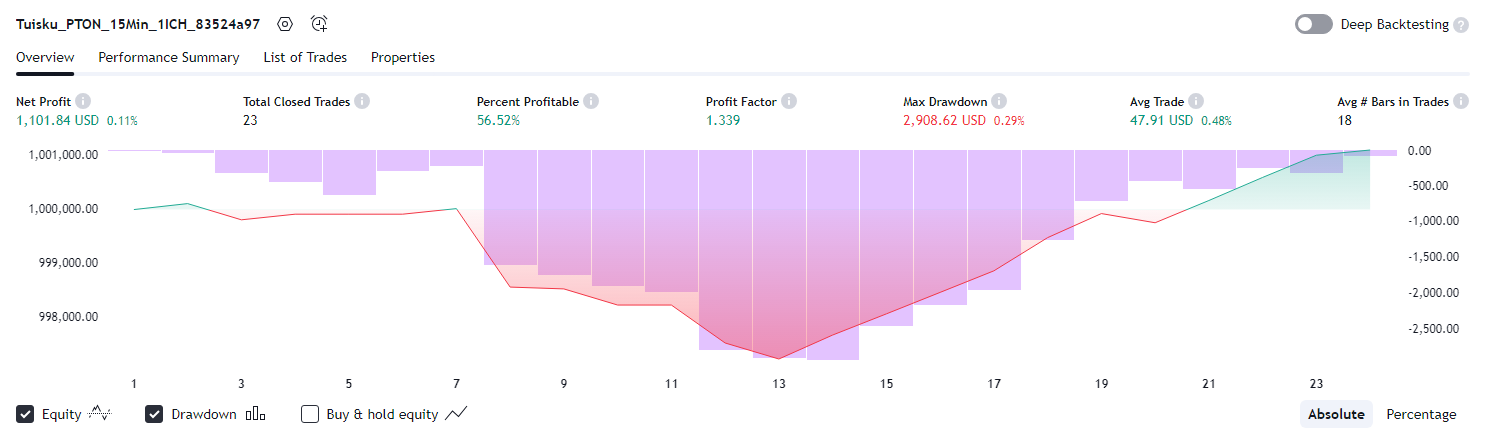 Tuisku_PTON_15Min_1ICH_83524a97 Deep Backtesting ?
Overview Performance Summary List of Trades Properties
Net Profit i Total Closed Trades i Percent Profitable i Profit Factor i Max Drawdown i Avg Trade i Avg # Bars in Trades i
1,101.84 USD 0.11% 23 56.52% 1.339 2,908.62 USD 0.29% 47.91 USD 0.48% 18
1,001,000.00 0.00
-500.00
1,000,000.00 -1,000.00
999,000.00 -1,500.00
-2,000.00
998,000.00 -2,500.00
1 3 5 7 9 11 13 15 17 19 21 23
Equity Drawdown Buy & hold equity Absolute Percentage